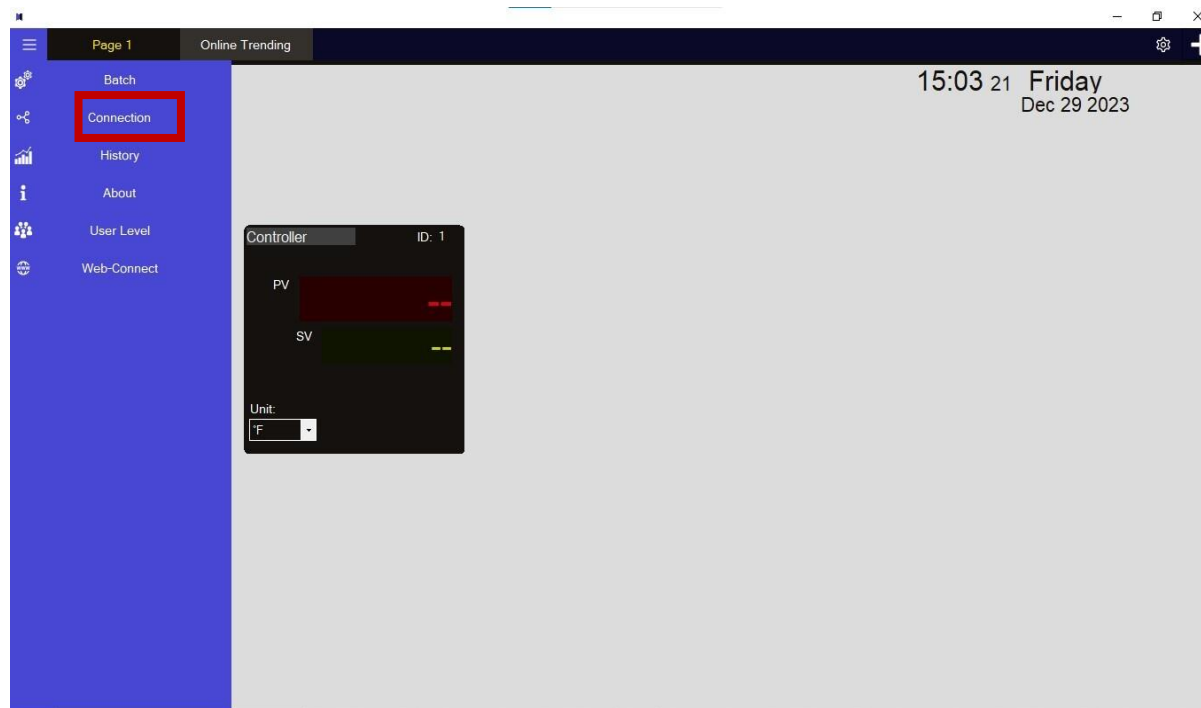 Page 1
Online Trending
Batch
Connection
History
About
User Level
Web-Connect
15:03 21 Friday
Dec 29 2023
Controller ID: 1
PV --
SV --
Unit:
°F